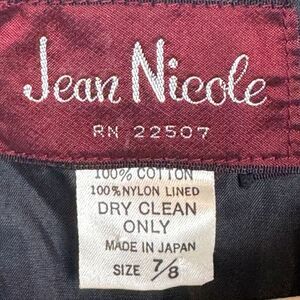 Jean Nicole
RN 22507
100% COTTON
100% NYLON LINED
DRY CLEAN
ONLY
MADE IN JAPAN
SIZE 7/8